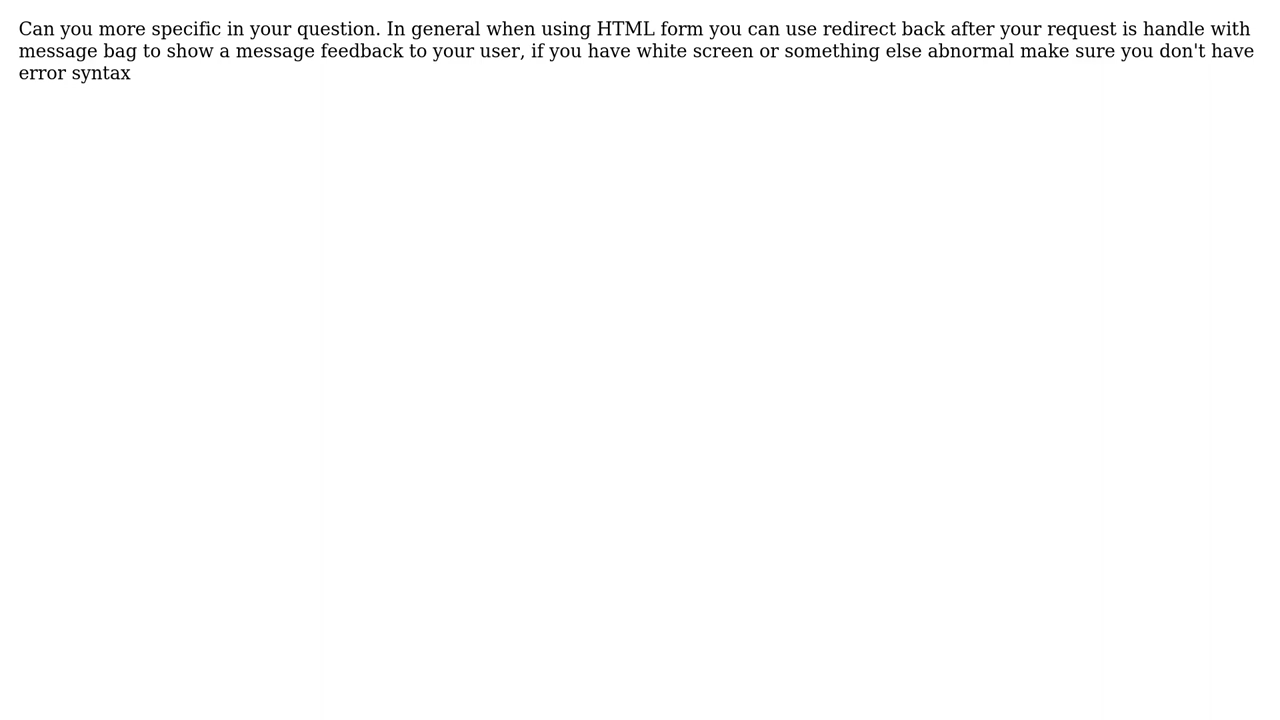 Can you more specific in your question. In general when using HTML form you can use redirect back after your request is handle with
message bag to show a message feedback to your user, if you have white screen or something else abnormal make sure you don't have
error syntax